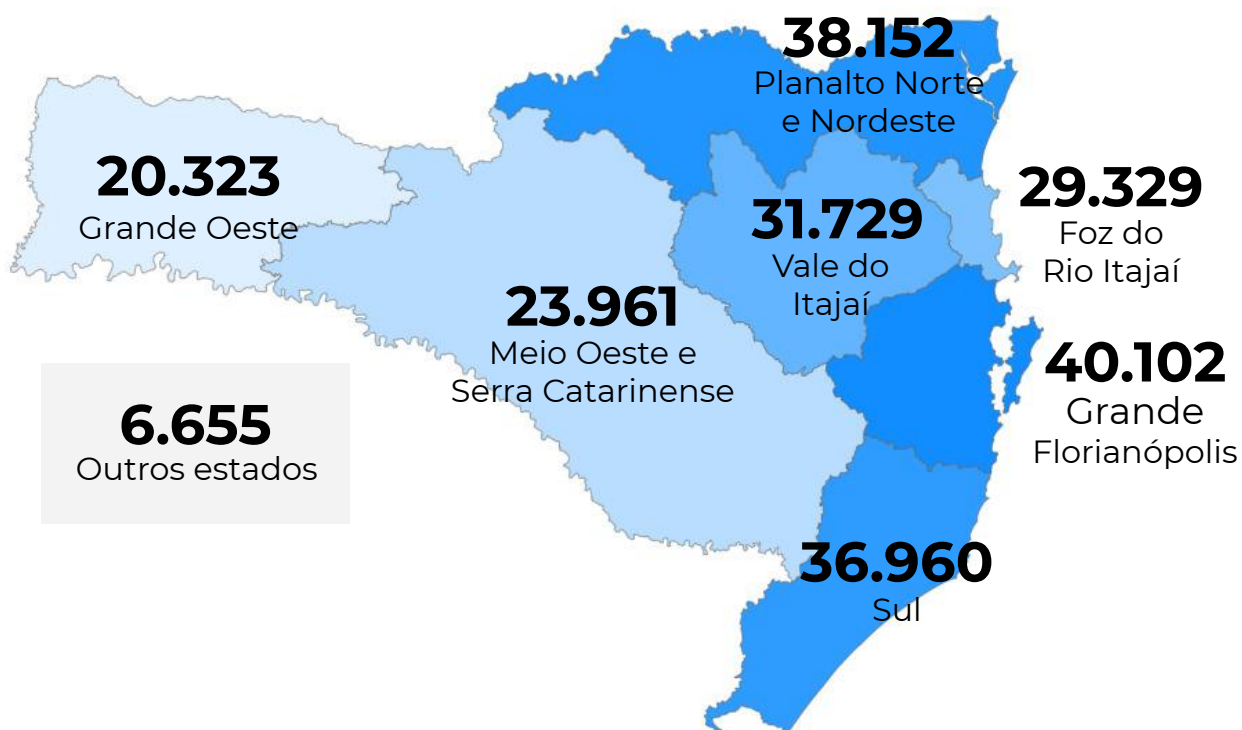 38.152
Planalto Norte
e Nordeste
20.323
Grande Oeste
29.329
Foz do
Rio Itajaí
31.729
Vale do
Itajaí
23.961
Meio Oeste e
Serra Catarinense
40.102
Grande
Florianópolis
6.655
Outros estados
36.960
Sul